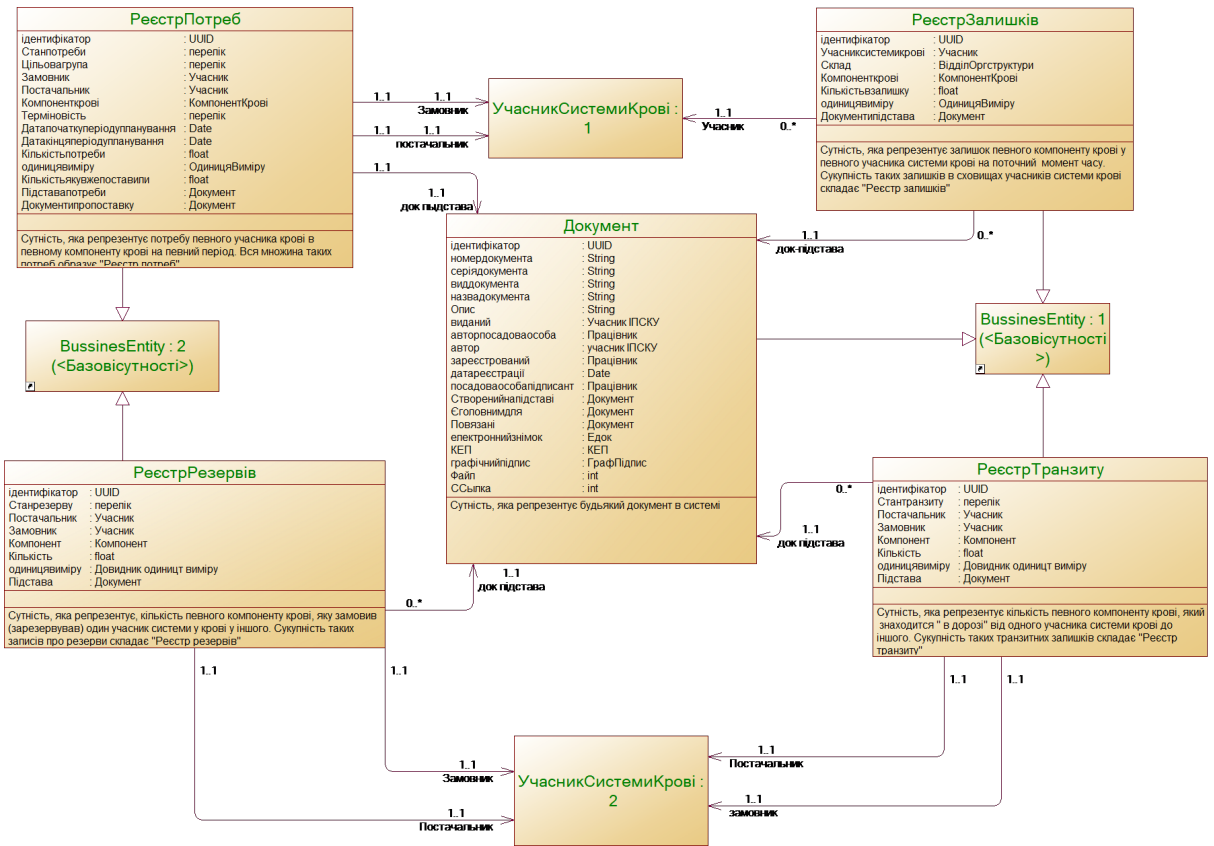 РеєстрПотреб
ідентифікатор : UUID
Станпотреби : перелік
Цільовагрупа : перелік
Замовник : Учасник
Постачальник : Учасник
Компоненткрові : КомпонентКрові
Терміновість : перелік
Датапочаткуперіодупланування : Date
Датакінцяперіодупланування : Date
Кількістьпотреби : float
одиницявиміру : ОдиницяВиміру
Кількістьякувжепоставили : float
Підставапотреби : Документ
Документипропоставку : Документ
Сутність, яка репрезентує потребу певного учасника крові в
певному компоненту крові на певний період. Вся множина таких
потреб образує "Реєстр потреб"
1..1
1..1
Замовник
1..1
1..1
постачальник
1..1
1..1
док пыдстава
УчасникСистемиКрові :
1
1..1
Учасник
0..*
РеєстрЗалишків
ідентифікатор : UUID
Учасниксистемикрові : Учасник
Склад : ВідділОргструктури
Компоненткрові : КомпонентКрові
Кількістьвзалишку : float
одиницявиміру : ОдиницяВиміру
Документипідстава : Документ
Сутність, яка репрезентує запишок певного компоненту крові у
певного учасника системи крові на поточний момент часу.
Сукупність таких запишків в сховищах учасників системи крові
складає "Реєстр запишків"
1..1
док-підстава
0..*
Документ
ідентифікатор : UUID
номердокумента : String
серіядокумента : String
виддокумента : String
назвадокумента : String
Опис : String
виданий : Учасник ІПСКУ
авторпосадоваособа : Працівник
автор : учасник ІПСКУ
зареєстрований : Працівник
датареєстрації : Date
посадоваособапідписант : Працівник
Створенийнапідставі : Документ
Єголовнимдля : Документ
Повязані : Документ
електроннийзнімок : Едок
КЕП : КЕП
графічнийпідпис : ГрафПідпис
Файл : int
ССылка : int
Сутність, яка репрезентує будьякий документ в системі
BussinesEntity : 2
(<Базовісутності>)
BussinesEntity : 1
(<Базовісутності
>)
РеєстрРезервів
ідентифікатор : UUID
Станрезерву : перелік
Постачальник : Учасник
Замовник : Учасник
Компонент : Компонент
Кількість : float
одиницявиміру : Довидник одиницт виміру
Підстава : Документ
Сутність, яка репрезентує, кількість певного компоненту крові, яку замовив
(зарезервував) один учасник системи у крові у іншого. Сукупність таких
записів про резерви складає "Реєстр резервів"
0..*
1..1
док підстава
0..*
1..1
док підстава
РеєстрТранзиту
ідентифікатор : UUID
Стантранзиту : перелік
Постачальник : Учасник
Замовник : Учасник
Компонент : Компонент
Кількість : float
одиницявиміру : Довидник одиницт виміру
Підстава : Документ
Сутність, яка репрезентує кількість певного компоненту крові, який
знаходится " в дорозі" від одного учасника системи крові до
іншого. Сукупність таких транзитних запишків складає "Реєстр
транзиту"
1..1
1..1
1..1
1..1
1..1
Замовник
1..1
Постачальник
УчасникСистемиКрові :
2
1..1
Постачальник
1..1
замовник